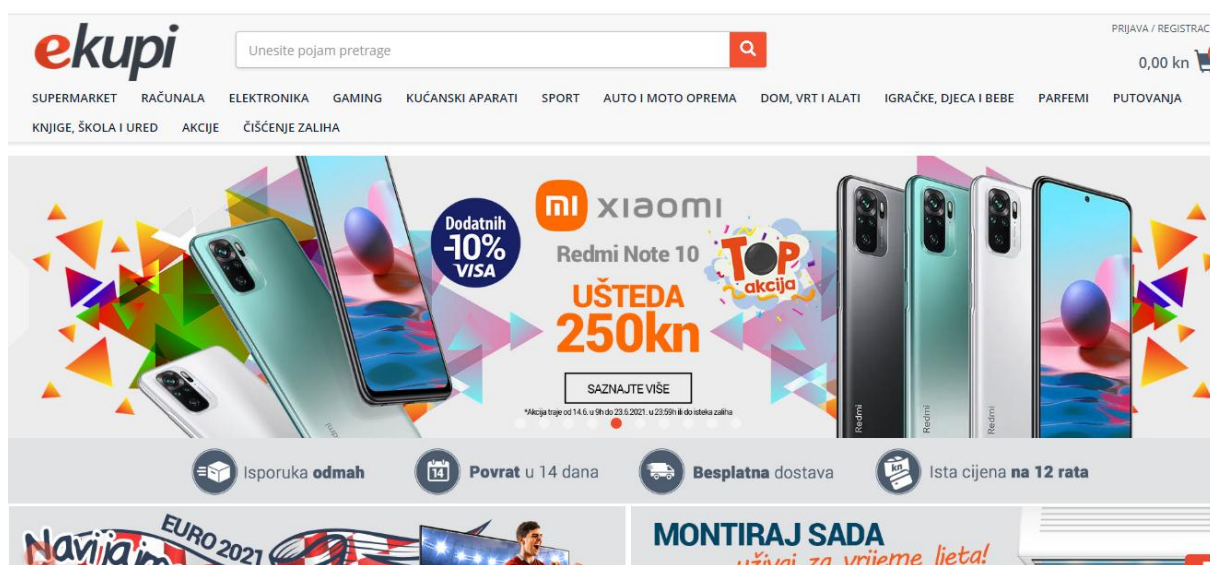 ekupi
Unesite pojam pretrage
PRIJAVA / REGISTRAC
0,00 kn
SUPERMARKET RAČUNALA ELEKTRONIKA GAMING KUĆANSKI APARATI SPORT AUTO I MOTO OPREMA DOM, VRT I ALATI IGRAČKE, DJECA I BEBE PARFEMI PUTOVANJA
KNJIGE, ŠKOLA I URED AKCIJE ČIŠĆENJE ZALIHA
Dodatnih
-10%
VISA
mi xiaomi
Redmi Note 10
TOP
akcija
UŠTEDA
250kn
SAZNAJTE VIŠE
*Akcija traje od 14.6. u 9h do 23.6.2021. u 23:59h ili do isteka zaliha
Redmi
Redmi
Redmi
Isporuka odmah
14
Povrat u 14 dana
Besplatna dostava
kn
Ista cijena na 12 rata
EURO 2021
Navijajm
MONTIRAJ SADA
uživaj za vrijeme ljeta!